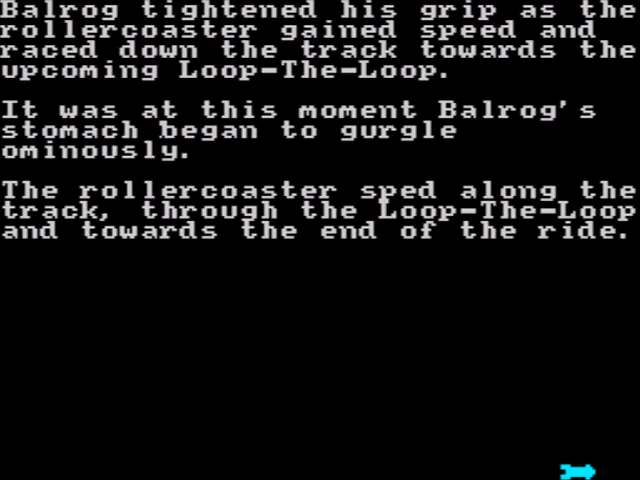 Balrog tightened his grip as the
rollercoaster gained speed and
raced down the track towards the
upcoming Loop-The-Loop.
It was at this moment Balrog's
stomach began to gurgle
ominously.
The rollercoaster sped along the
track, through the Loop-The-Loop
and towards the end of the ride.